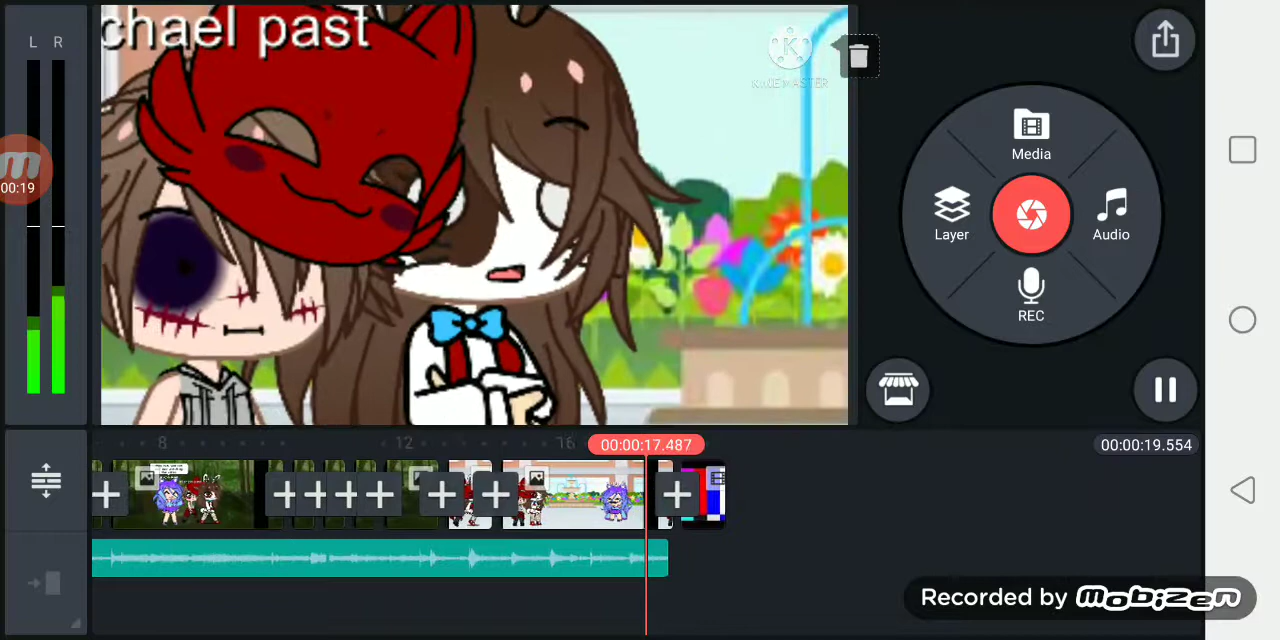 chael past
K
KINEMASTER
L R
Media
Layer
Audio
REC
00:19
8
12
16
00:00:17.487
00:00:19.554
Recorded by mobizen